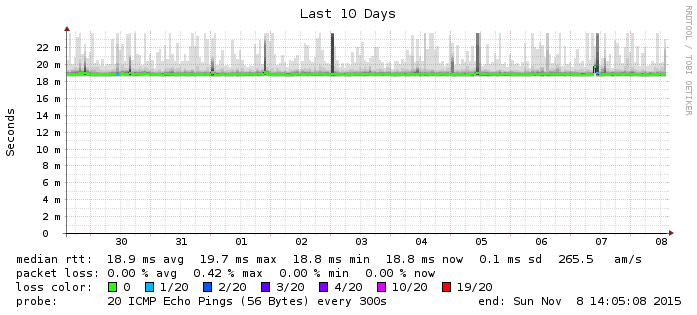 Last 10 Days
RRDTOOL / TOBI OETIKER
Seconds
22 m
20 m
18 m
16 m
14 m
12 m
10 m
8 m
6 m
4 m
2 m
0
30 31 01 02 03 04 05 06 07 08
median rtt: 18.9 ms avg 19.7 ms max 18.8 ms min 18.8 ms now 0.1 ms sd 265.5 am/s
packet loss: 0.00 % avg 0.42 % max 0.00 % min 0.00 % now
loss color: 0 1/20 2/20 3/20 4/20 10/20 19/20
probe: 20 ICMP Echo Pings (56 Bytes) every 300s end: Sun Nov 8 14:05:08 2015